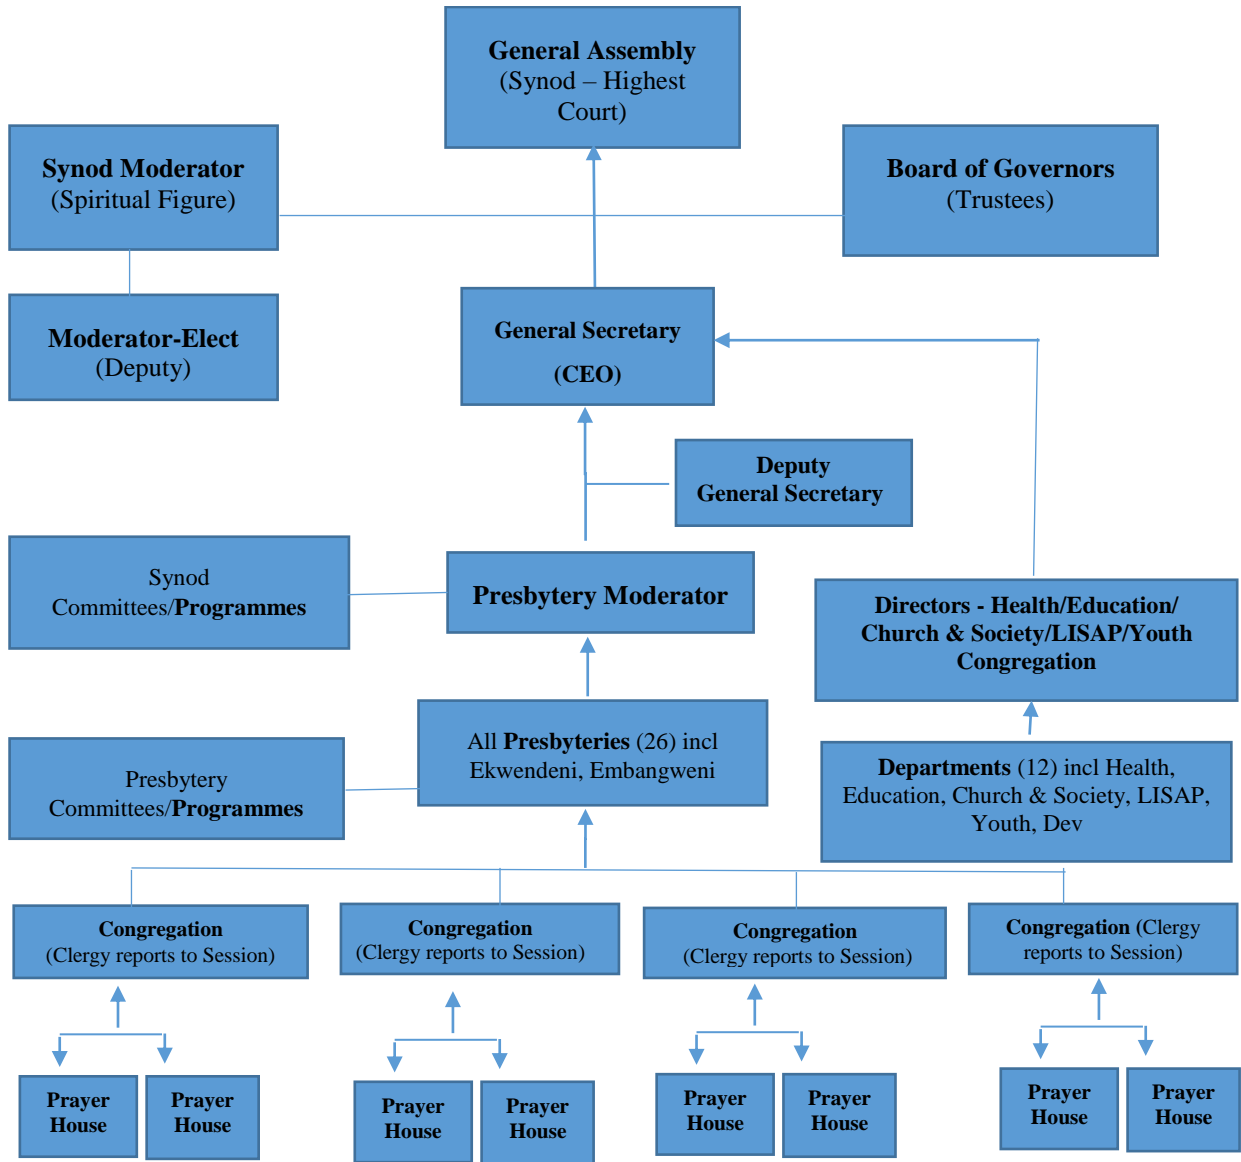 General Assembly
(Synod – Highest
Court)
Synod Moderator
(Spiritual Figure)
Board of Governors
(Trustees)
Moderator-Elect
(Deputy)
General Secretary
(CEO)
Deputy
General Secretary
Synod
Committees/Programmes
Presbytery Moderator
Directors - Health/Education/
Church & Society/LISAP/Youth
Congregation
All Presbyteries (26) incl
Ekwendeni, Embangweni
Presbytery
Committees/Programmes
Departments (12) incl Health,
Education, Church & Society, LISAP,
Youth, Dev
Congregation
(Clergy reports to Session)
Congregation
(Clergy reports to Session)
Congregation
(Clergy reports to Session)
Congregation (Clergy
reports to Session)
Prayer
House
Prayer
House
Prayer
House
Prayer
House
Prayer
House
Prayer
House
Prayer
House
Prayer
House